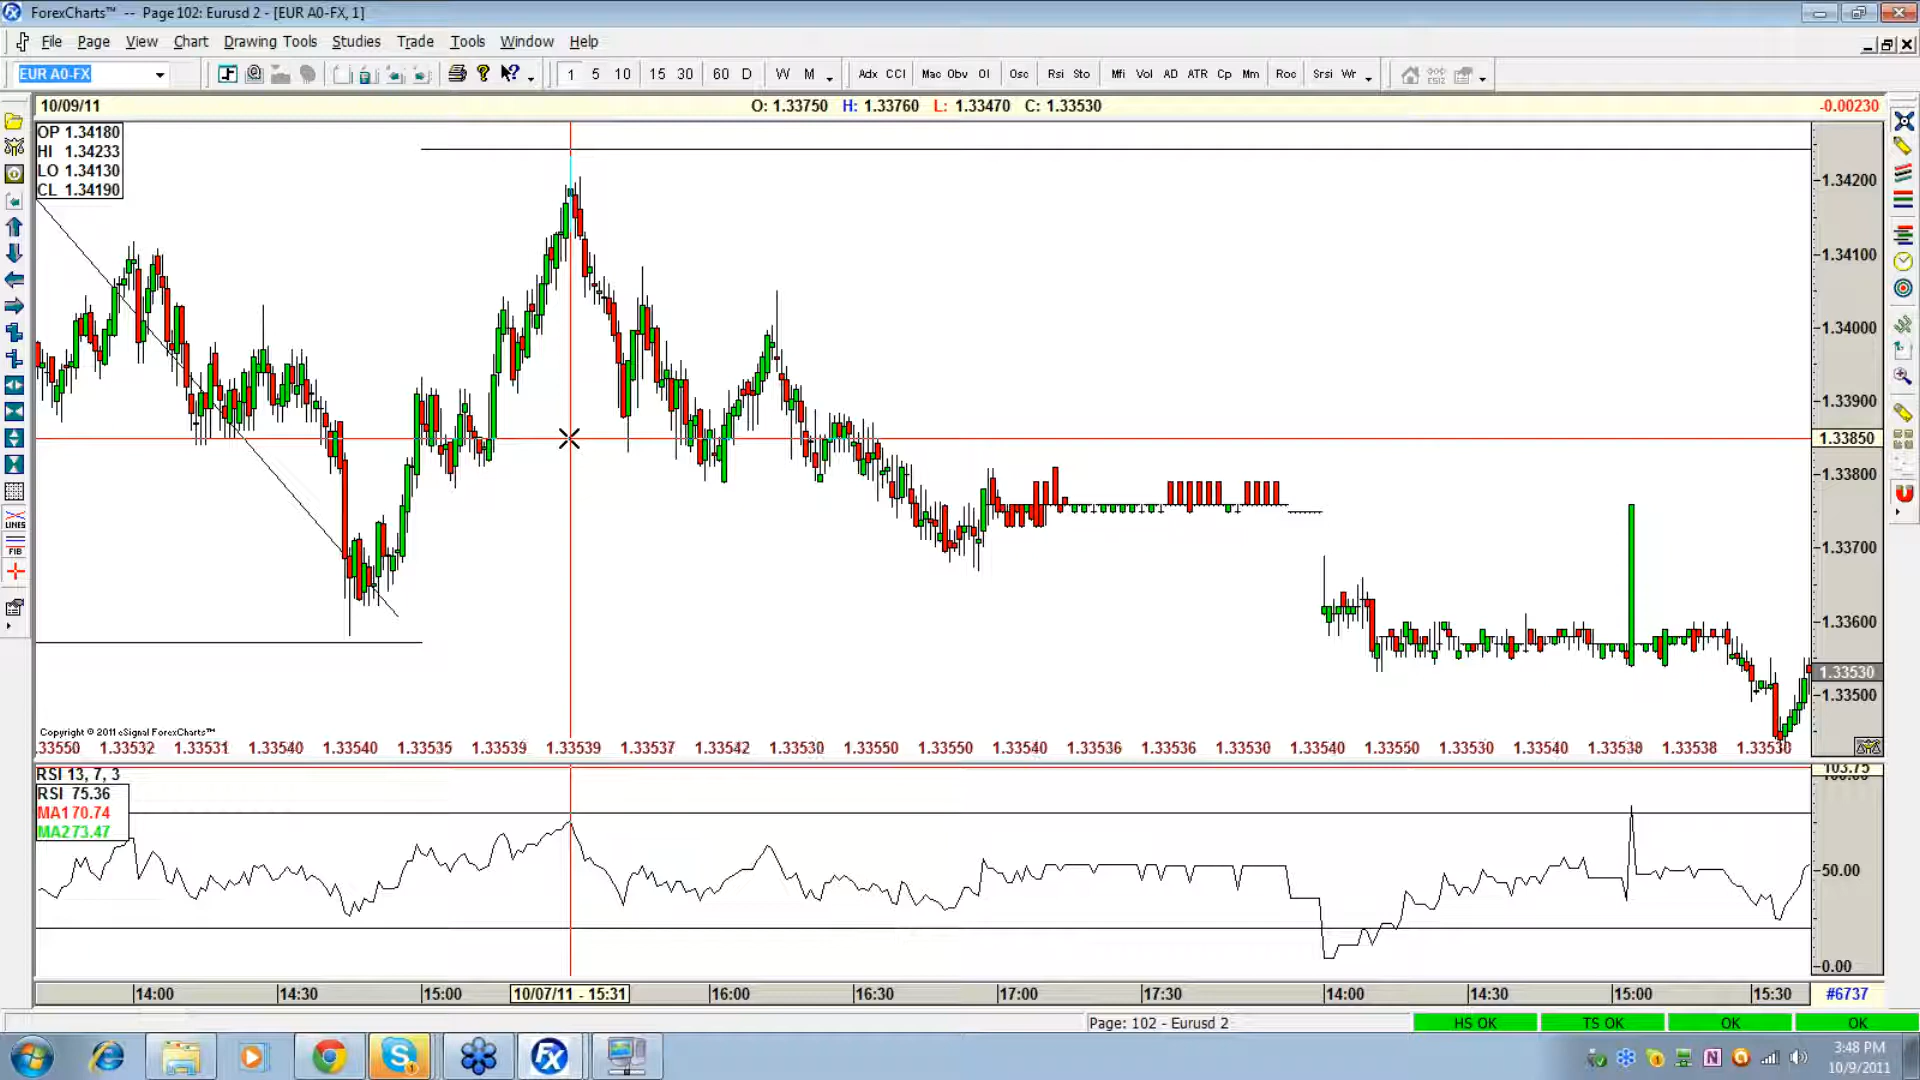 ForexCharts™ -- Page 102: Eurusd 2 - [EUR A0-FX, 1]
File Page View Chart Drawing Tools Studies Trade Tools Window Help
EUR A0-FX 1 5 10 15 30 60 D W M Adx CCI Mac Obv OI Osc Rsi Sto Mfi Vol AD ATR Cp Mm Roc Srsi Wr
10/09/11 O: 1.33750 H: 1.33760 L: 1.33470 C: 1.33530 -0.00230
OP 1.34180
HI 1.34233
LO 1.34130
CL 1.34190
1.34200
1.34100
1.34000
1.33900
1.33850
1.33800
1.33700
1.33600
1.33530
1.33500
LINES
FIB
Copyright © 2011 eSignal ForexCharts™
.33550 1.33532 1.33531 1.33540 1.33540 1.33535 1.33539 1.33539 1.33537 1.33542 1.33530 1.33550 1.33550 1.33540 1.33536 1.33536 1.33530 1.33540 1.33550 1.33530 1.33540 1.33538 1.33538 1.33530
RSI 13, 7, 3
RSI 75.36
MA170.74
MA273.47
103.75
50.00
0.00
14:00 14:30 15:00 10/07/11 - 15:31 16:00 16:30 17:00 17:30 14:00 14:30 15:00 15:30 #6737
Page: 102 - Eurusd 2 HS OK TS OK OK OK
3:48 PM
10/9/2011